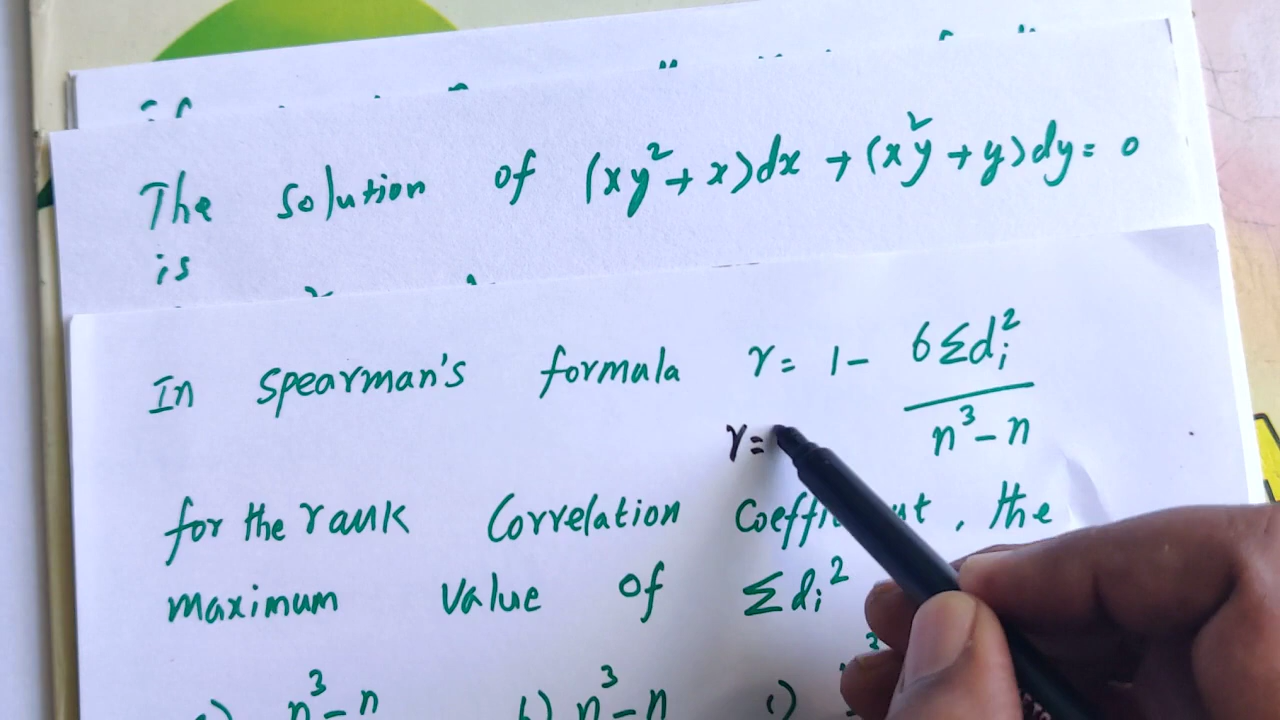 The solution of (xy²+x)dx + (x²y+y)dy = 0
is
In spearman's formula r = 1 - 6Σdᵢ² / n³-n
r =
for the rank Correlation the
maximum value of Σdᵢ²
n³-n b) n³-n c)